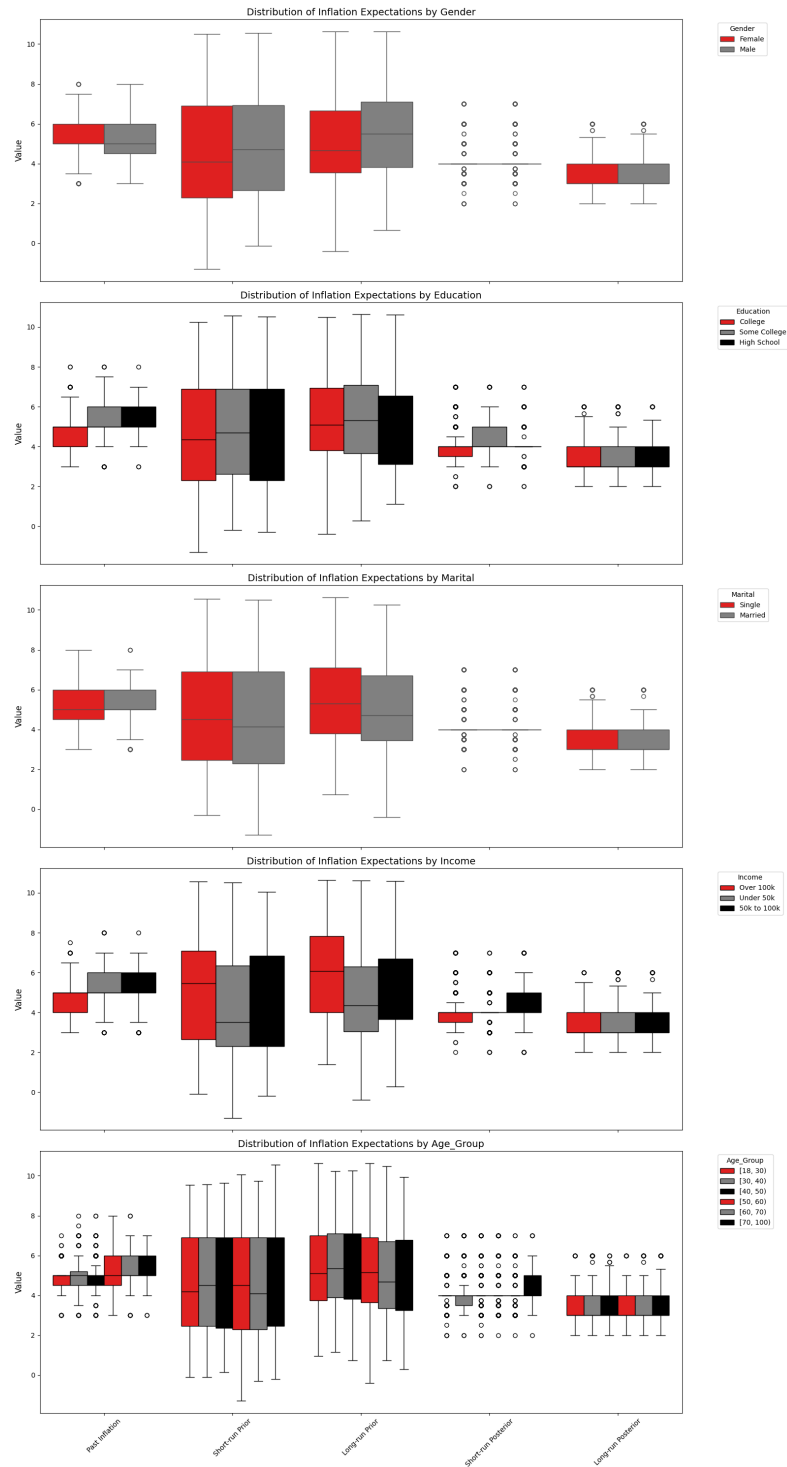 Distribution of Inflation Expectations by Gender
Value
10
8
6
4
2
0
Gender
Female
Male
Distribution of Inflation Expectations by Education
Value
10
8
6
4
2
0
Education
College
Some College
High School
Distribution of Inflation Expectations by Marital
Value
10
8
6
4
2
0
Marital
Single
Married
Distribution of Inflation Expectations by Income
Value
10
8
6
4
2
0
Income
Over 100k
Under 50k
50k to 100k
Distribution of Inflation Expectations by Age_Group
Value
10
8
6
4
2
0
Age_Group
[18, 30)
[30, 40)
[40, 50)
[50, 60)
[60, 70)
[70, 100)
Past Inflation
Short-run Prior
Long-run Prior
Short-run Posterior
Long-run Posterior